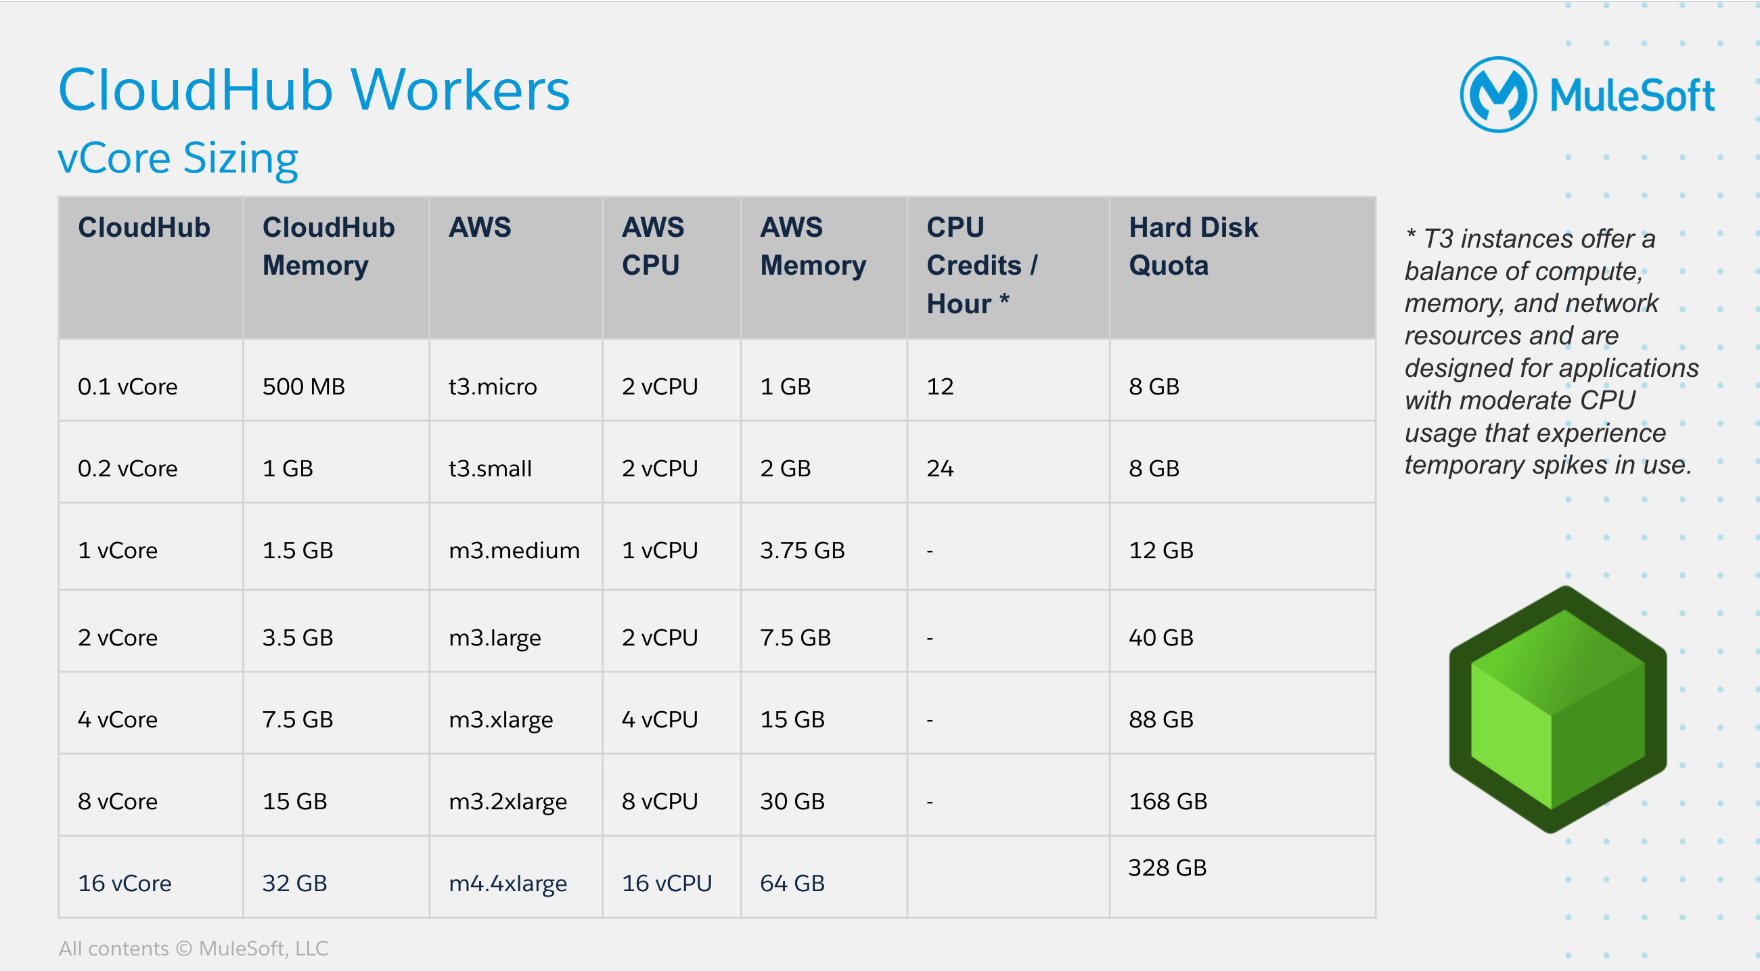 CloudHub Workers
MuleSoft
vCore Sizing
CloudHub CloudHub Memory AWS AWS CPU AWS Memory CPU Credits / Hour * Hard Disk Quota
0.1 vCore 500 MB t3.micro 2 vCPU 1 GB 12 8 GB
0.2 vCore 1 GB t3.small 2 vCPU 2 GB 24 8 GB
1 vCore 1.5 GB m3.medium 1 vCPU 3.75 GB - 12 GB
2 vCore 3.5 GB m3.large 2 vCPU 7.5 GB - 40 GB
4 vCore 7.5 GB m3.xlarge 4 vCPU 15 GB - 88 GB
8 vCore 15 GB m3.2xlarge 8 vCPU 30 GB - 168 GB
16 vCore 32 GB m4.4xlarge 16 vCPU 64 GB 328 GB
* T3 instances offer a
balance of compute,
memory, and network
resources and are
designed for applications
with moderate CPU
usage that experience
temporary spikes in use.
All contents © MuleSoft, LLC